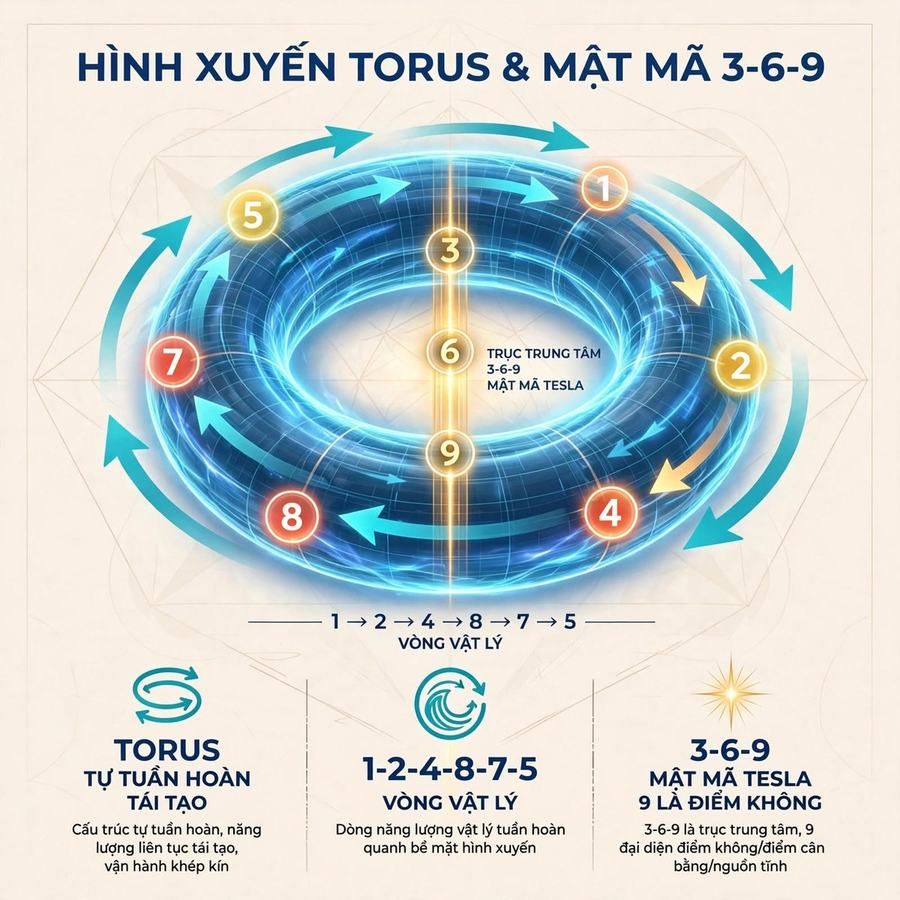 HÌNH XUYẾN TORUS & MẬT MÃ 3-6-9
5
1
3
7
6
2
TRỤC TRUNG TÂM
3-6-9
MẬT MÃ TESLA
9
8
4
1 → 2 → 4 → 8 → 7 → 5
VÒNG VẬT LÝ
TORUS
TỰ TUẦN HOÀN
TÁI TẠO
Cấu trúc tự tuần hoàn, năng
lượng liên tục tái tạo,
vận hành khép kín
1-2-4-8-7-5
VÒNG VẬT LÝ
Dòng năng lượng vật lý tuần hoàn
quanh bề mặt hình xuyến
3-6-9
MẬT MÃ TESLA
9 LÀ ĐIỂM KHÔNG
3-6-9 là trục trung tâm, 9
đại diện điểm không/điểm cân
bằng/nguồn tĩnh